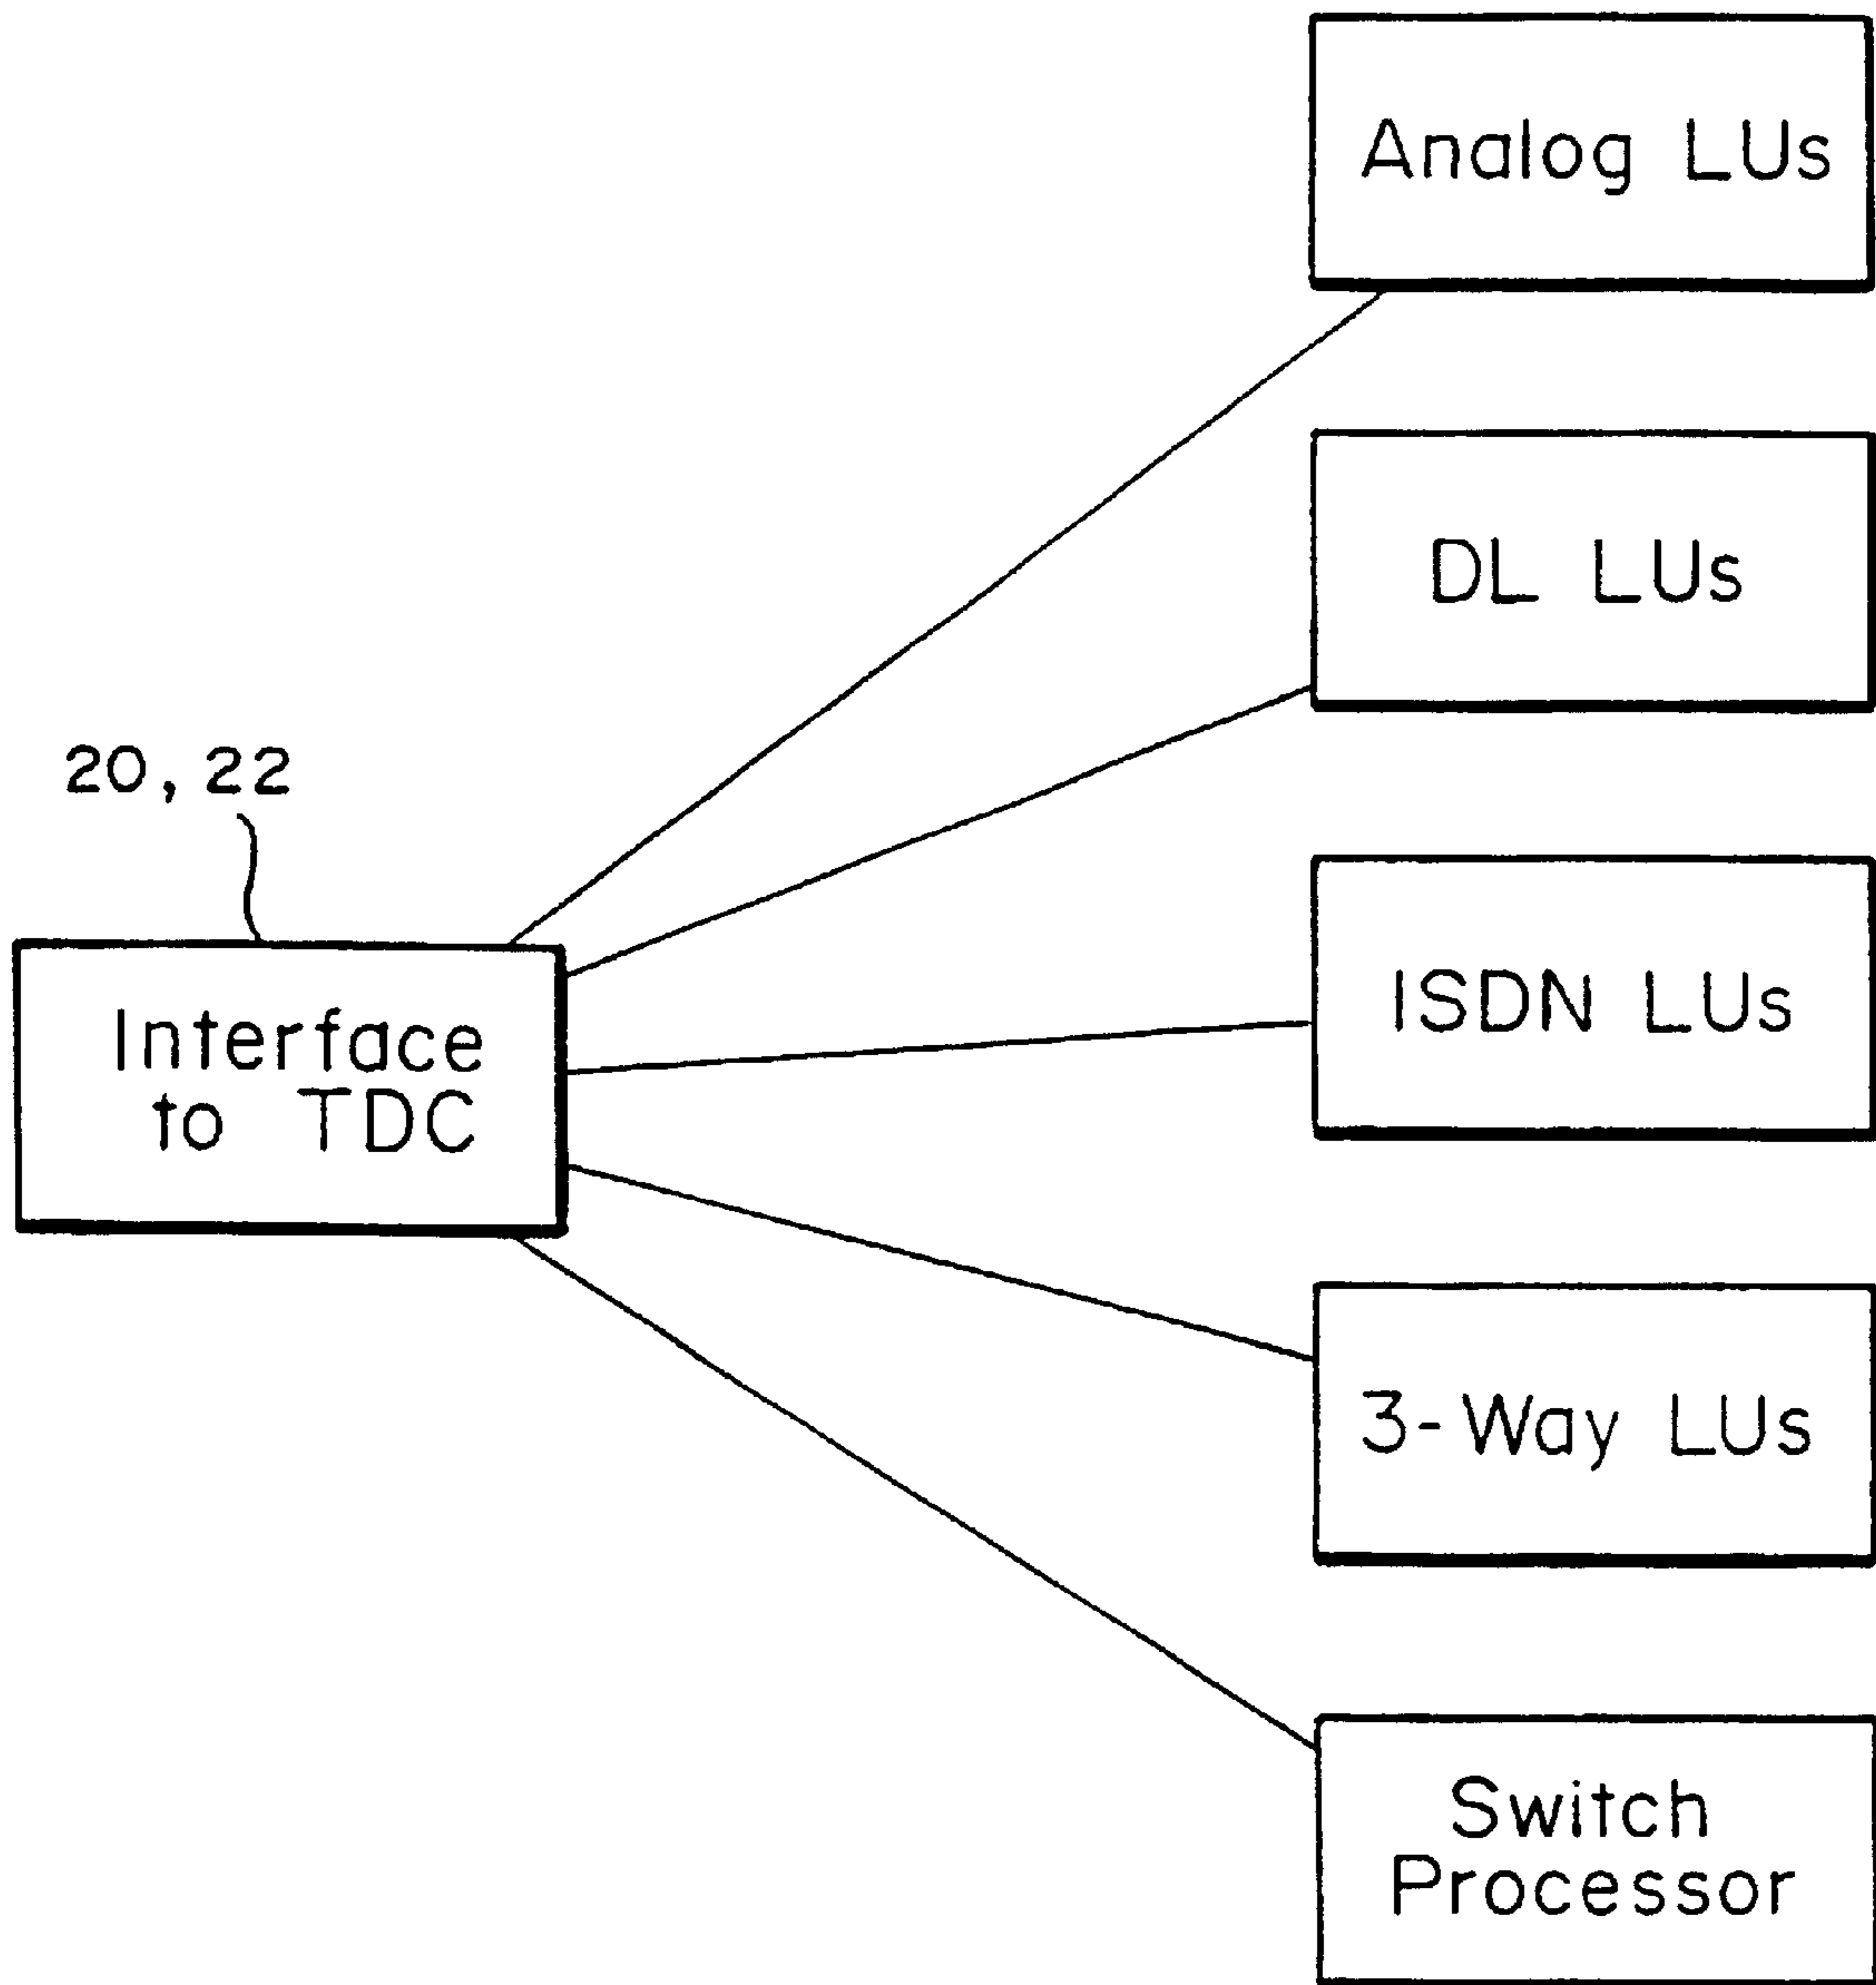 Analog LUs
DL LUs
20, 22
Interface
to TDC
ISDN LUs
3-Way LUs
Switch
Processor